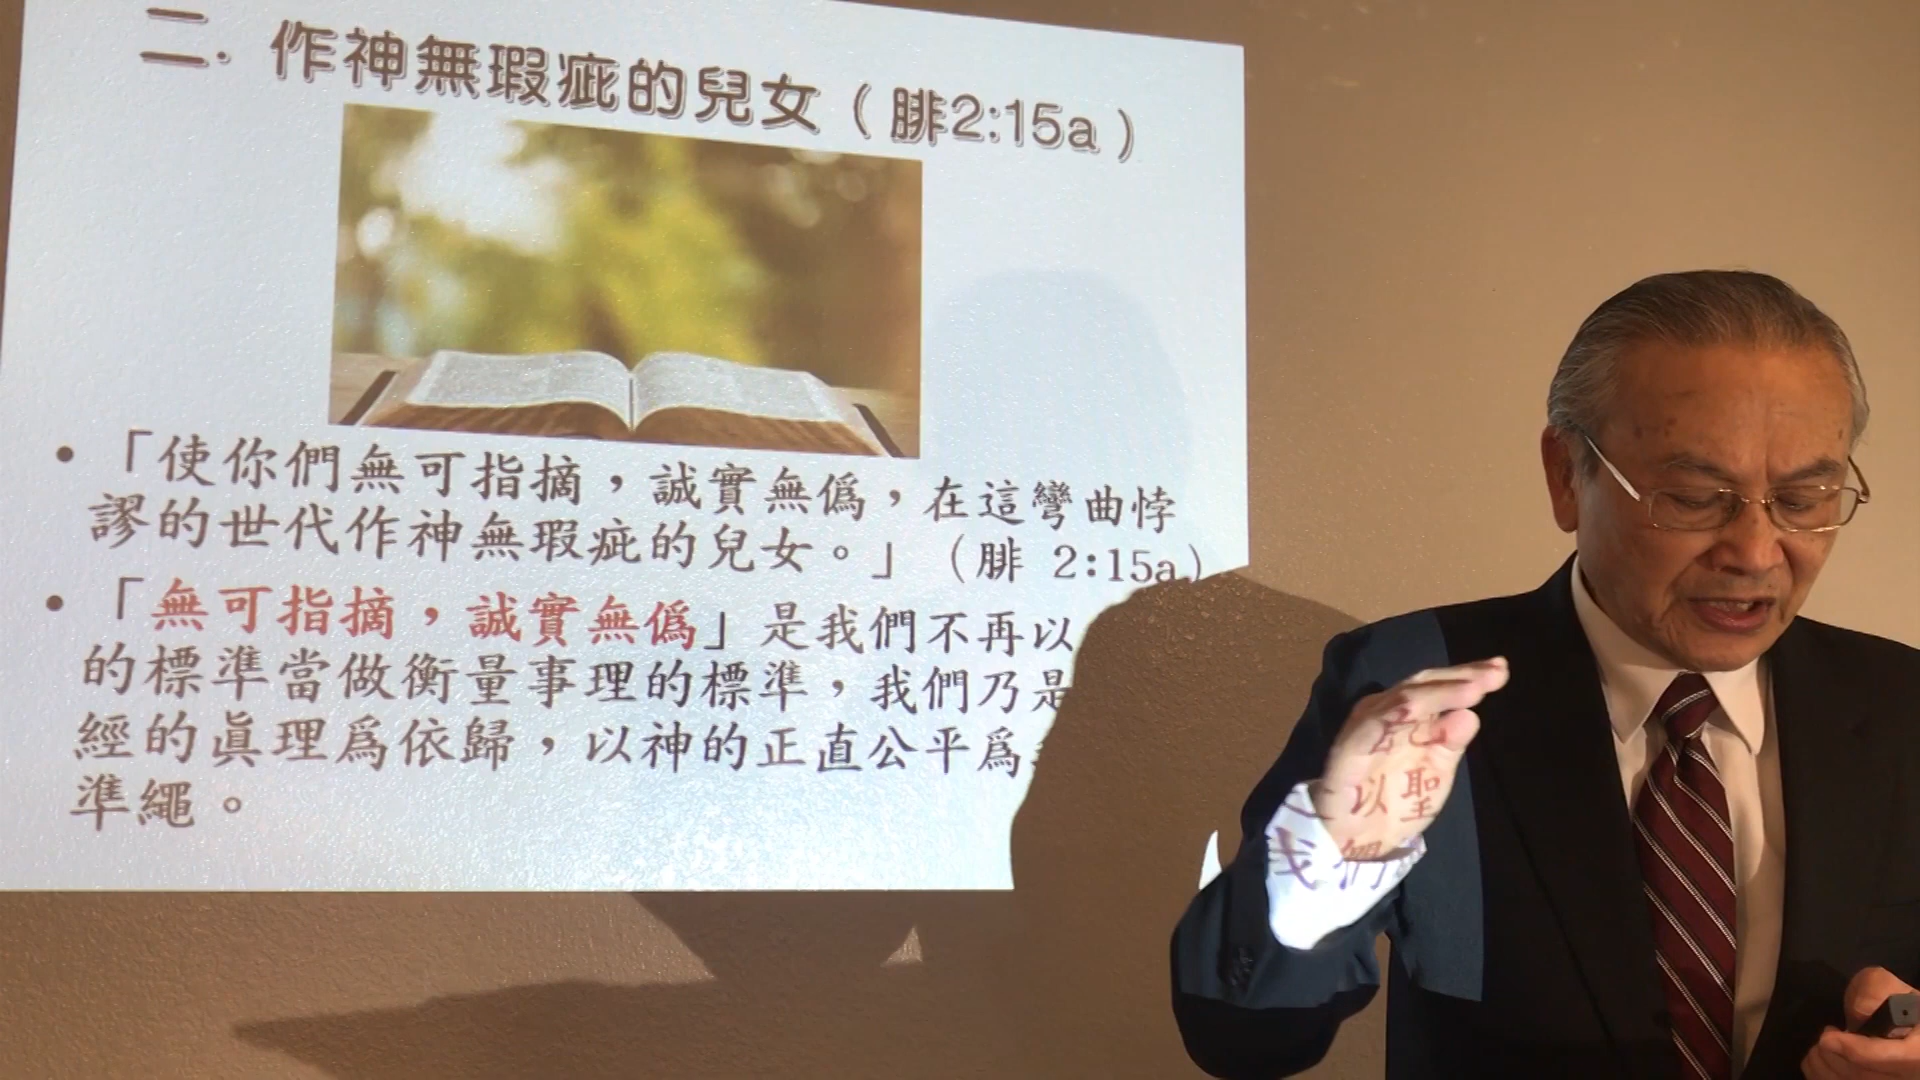 二. 作神無瑕疵的兒女（腓2:15a）
•「使你們無可指摘，誠實無僞，在這彎曲悖
謬的世代作神無瑕疵的兒女。」（腓 2:15a）
•「無可指摘，誠實無僞」是我們不再以
己
的標準當做衡量事理的標準，我們乃是
以聖
經的眞理爲依歸，以神的正直公平爲
我們
準繩。